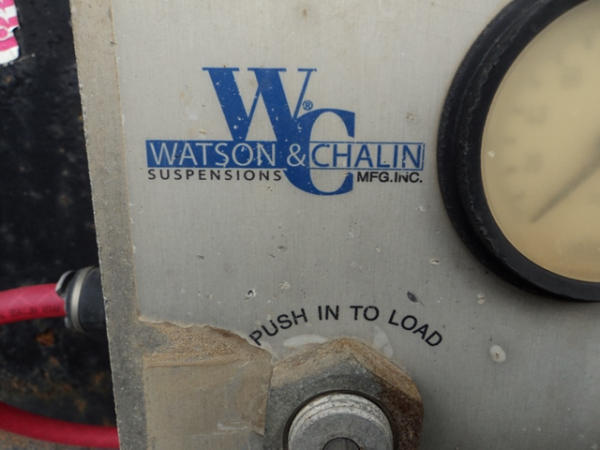 WC®
WATSON & CHALIN
SUSPENSIONS MFG.INC.
PUSH IN TO LOAD